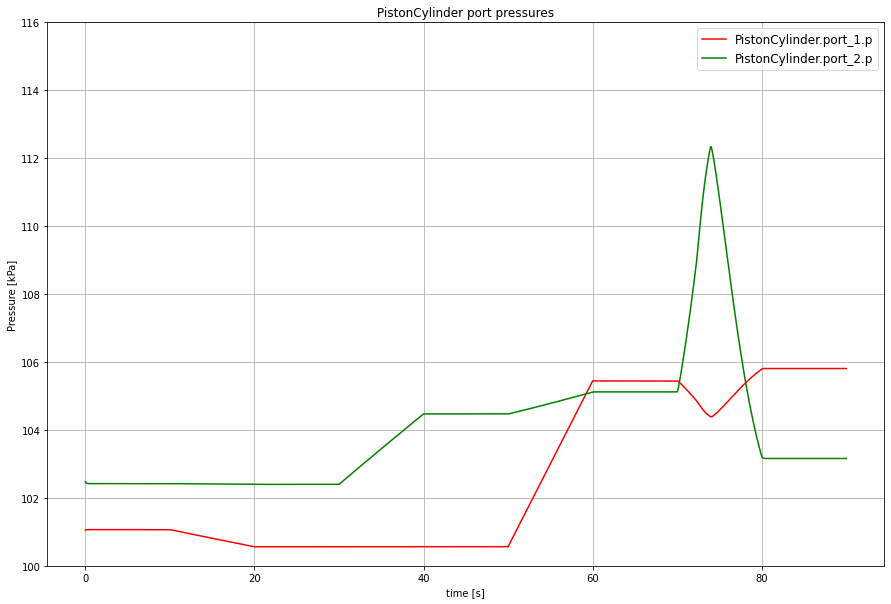 PistonCylinder port pressures
PistonCylinder.port_1.p
PistonCylinder.port_2.p
Pressure [kPa]
116
114
112
110
108
106
104
102
100
0
20
40
60
80
time [s]